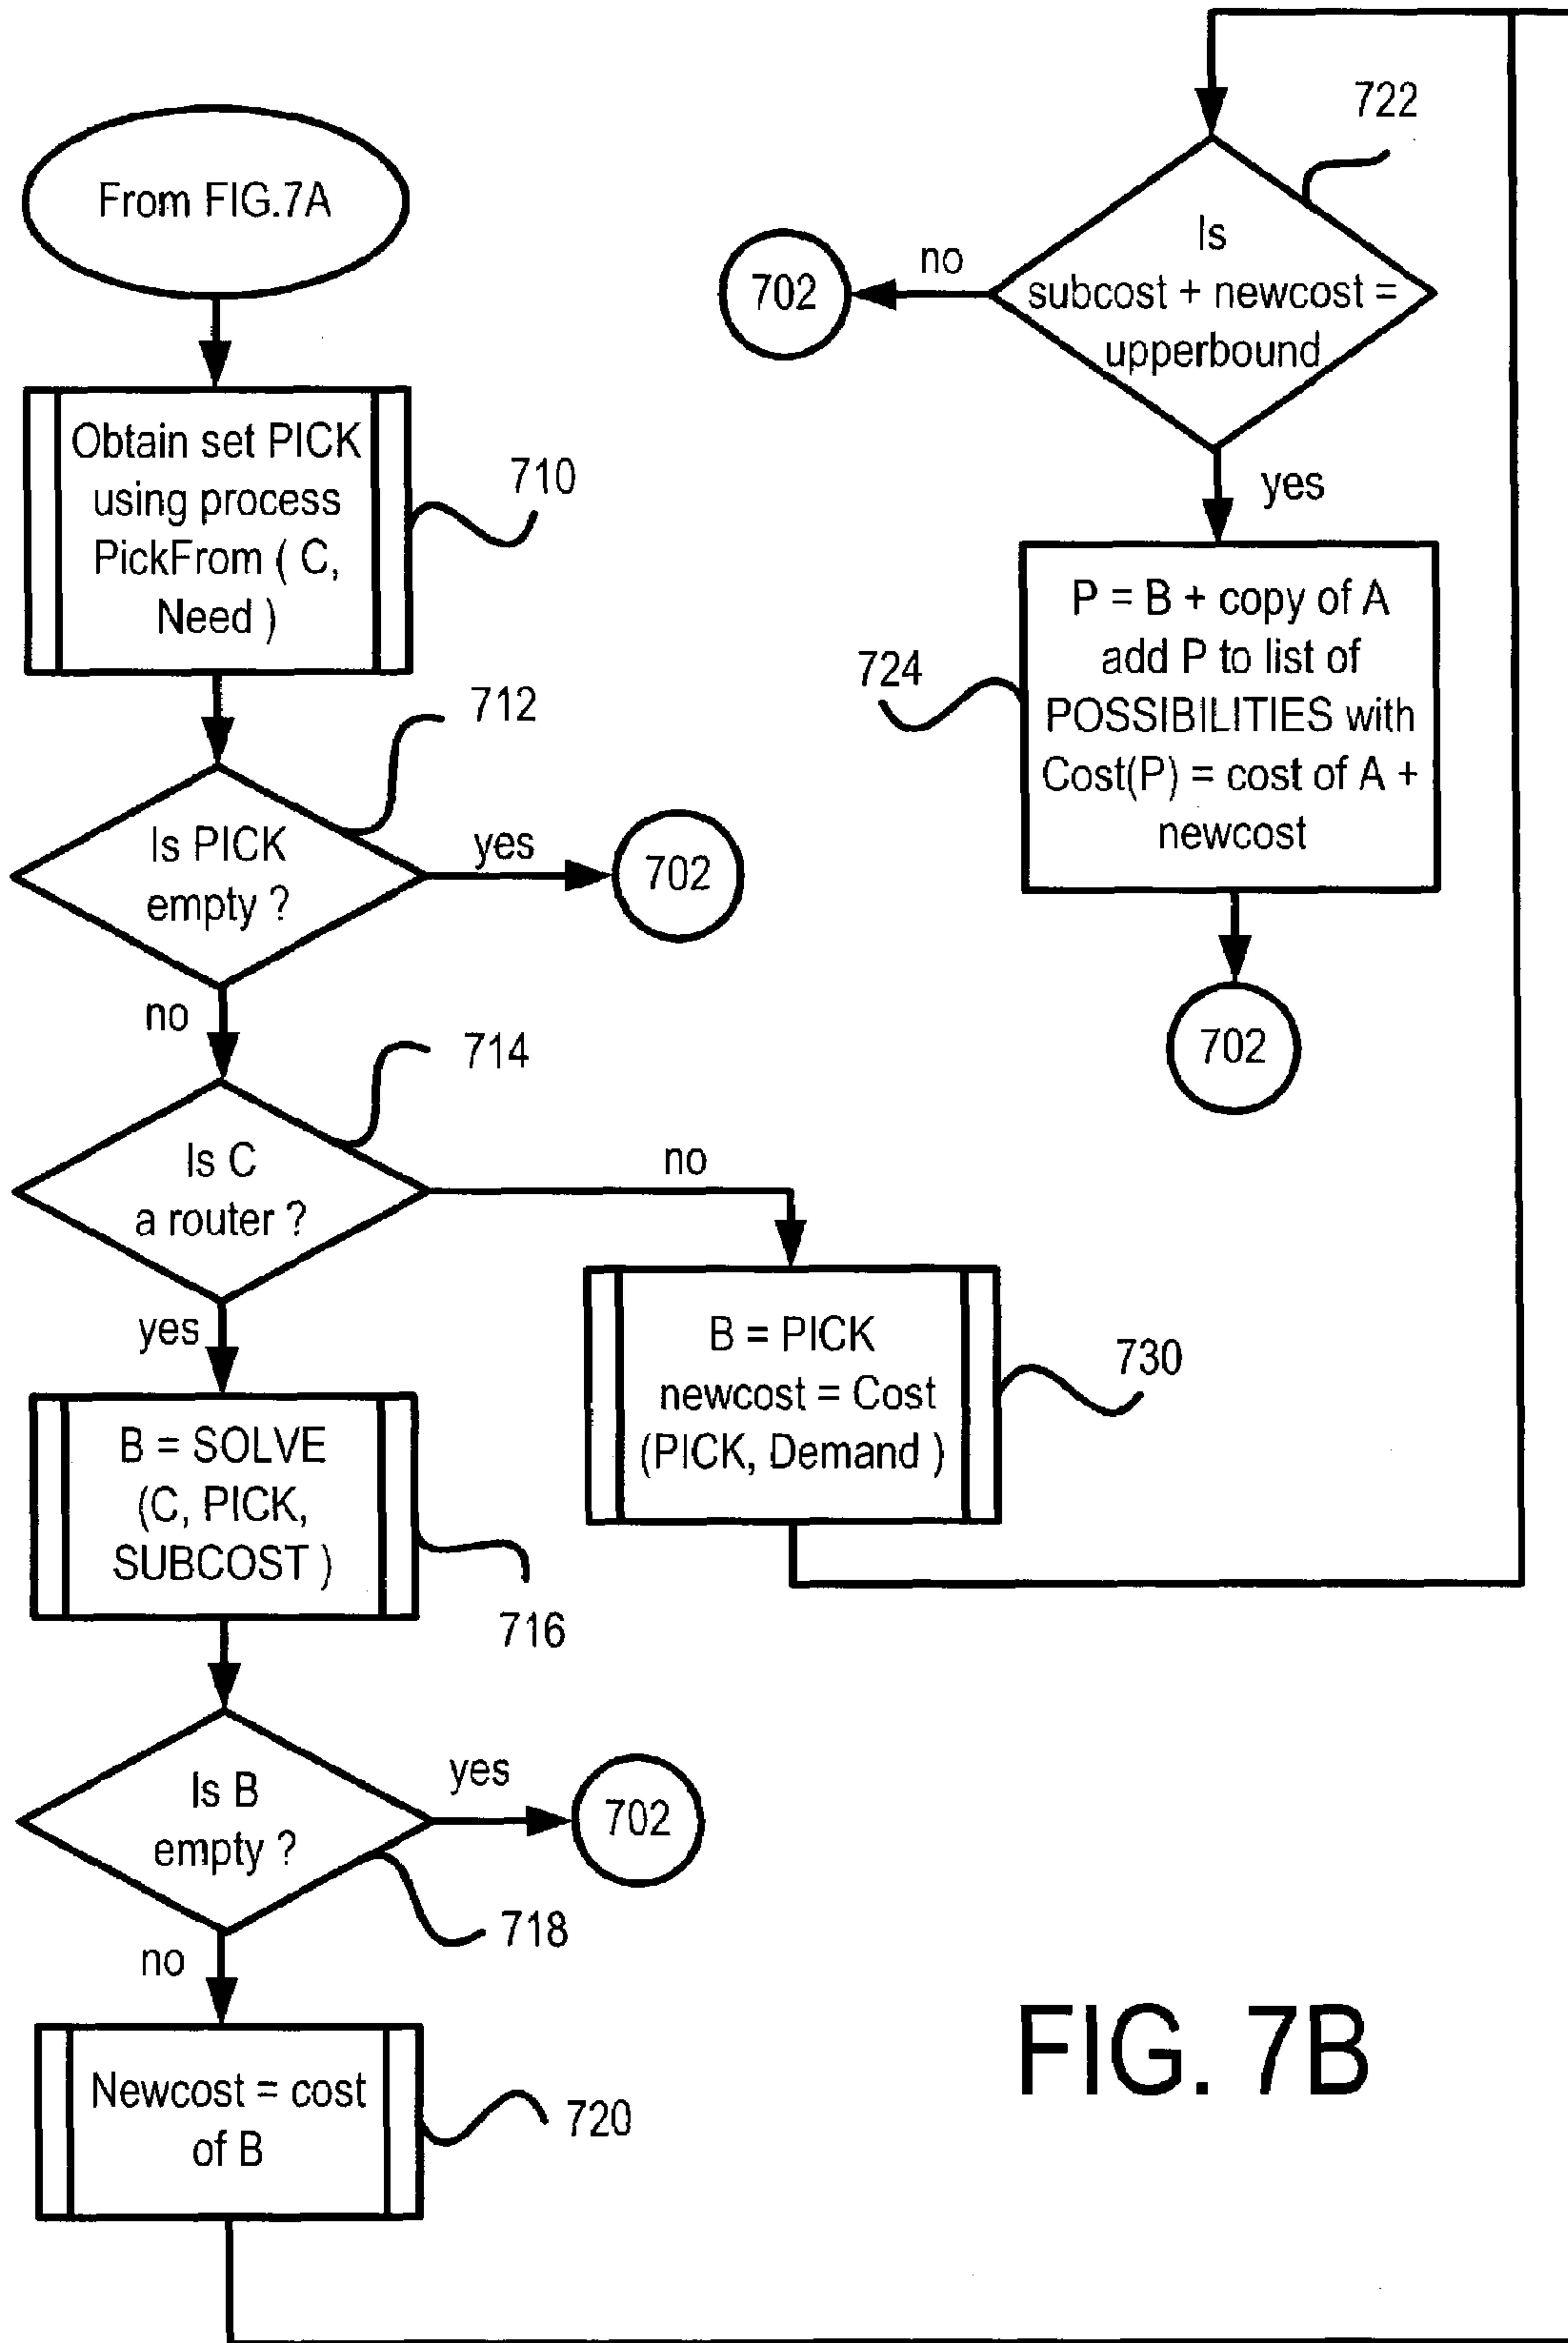 From FIG.7A
Obtain set PICK
using process
PickFrom ( C,
Need )
710
712
Is PICK
empty ?
yes
702
no
714
Is C
a router ?
no
yes
B = PICK
newcost = Cost
(PICK, Demand )
730
B = SOLVE
(C, PICK,
SUBCOST )
716
Is B
empty ?
yes
702
718
no
Newcost = cost
of B
720
722
Is
subcost + newcost =
upperbound
no
702
yes
724
P = B + copy of A
add P to list of
POSSIBILITIES with
Cost(P) = cost of A +
newcost
702
FIG. 7B